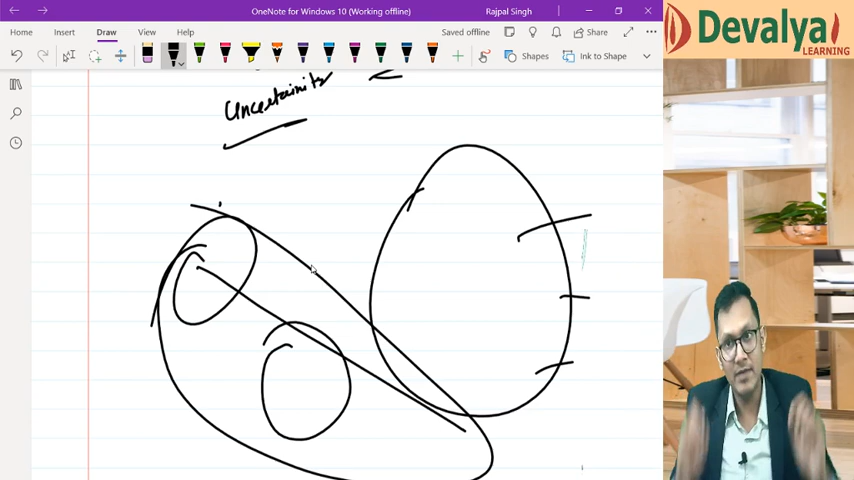 OneNote for Windows 10 (Working offline)
Rajpal Singh
Home Insert Draw View Help
Saved offline
Share
Shapes
Ink to Shape
Devalya
LEARNING
Uncertainity